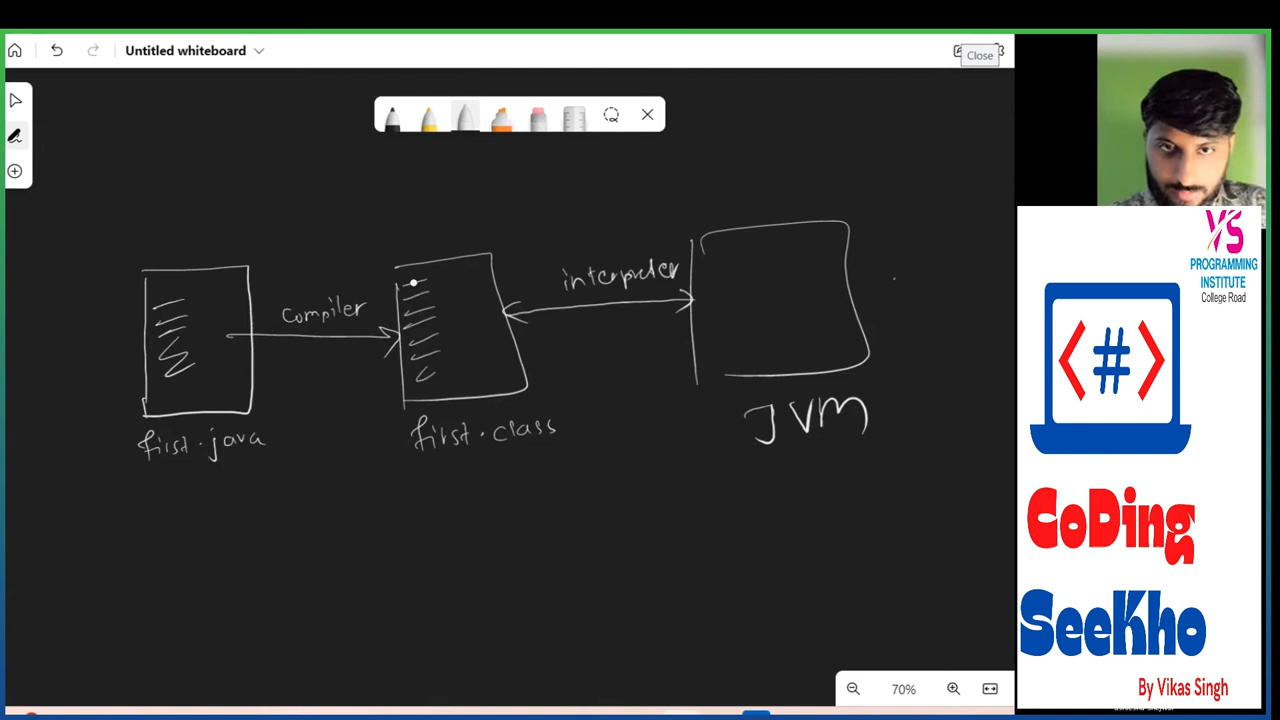 Untitled whiteboard
Close
interpreter
compiler
first.java
first.class
JVM
70%
VS
PROGRAMMING
INSTITUTE
College Road
<#>
CoDing
SeeKho
By Vikas Singh